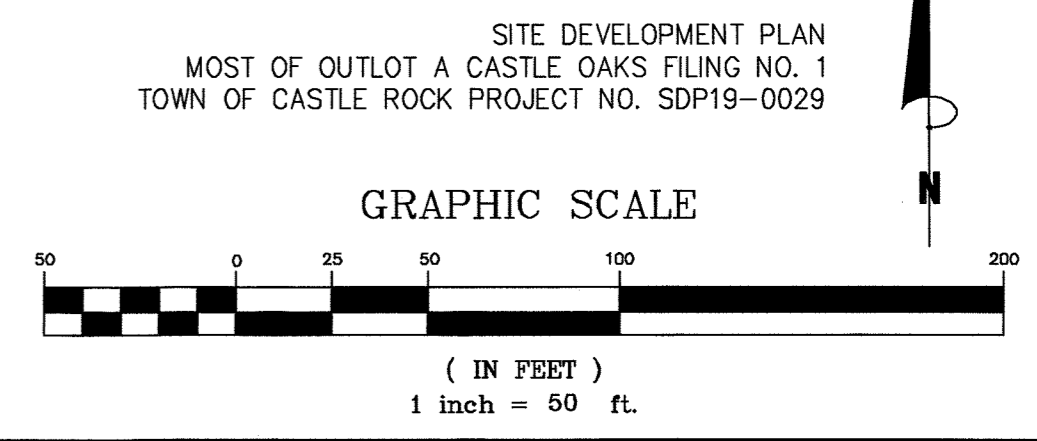 SITE DEVELOPMENT PLAN
MOST OF OUTLOT A CASTLE OAKS FILING NO. 1
TOWN OF CASTLE ROCK PROJECT NO. SDP19-0029
N
GRAPHIC SCALE
50 0 25 50 100 200
( IN FEET )
1 inch = 50 ft.